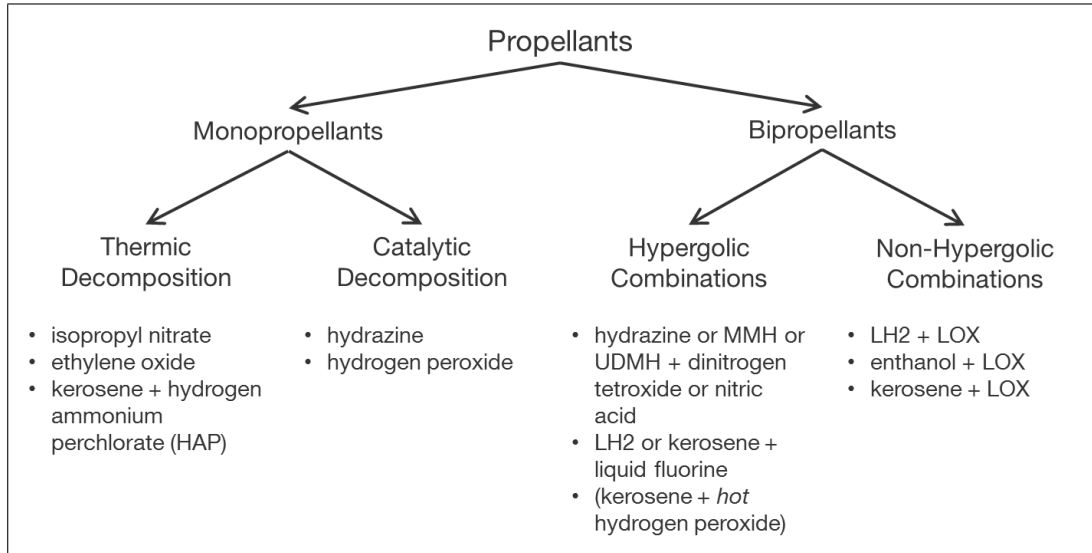 Propellants
Monopropellants
Bipropellants
Thermic
Decomposition
Catalytic
Decomposition
Hypergolic
Combinations
Non-Hypergolic
Combinations
• isopropyl nitrate
• ethylene oxide
• kerosene + hydrogen
ammonium
perchlorate (HAP)
• hydrazine
• hydrogen peroxide
• hydrazine or MMH or
UDMH + dinitrogen
tetroxide or nitric
acid
• LH2 or kerosene +
liquid fluorine
• (kerosene + hot
hydrogen peroxide)
• LH2 + LOX
• enthanol + LOX
• kerosene + LOX